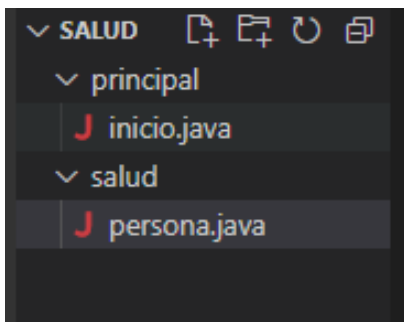 SALUD
principal
J inicio.java
salud
J persona.java